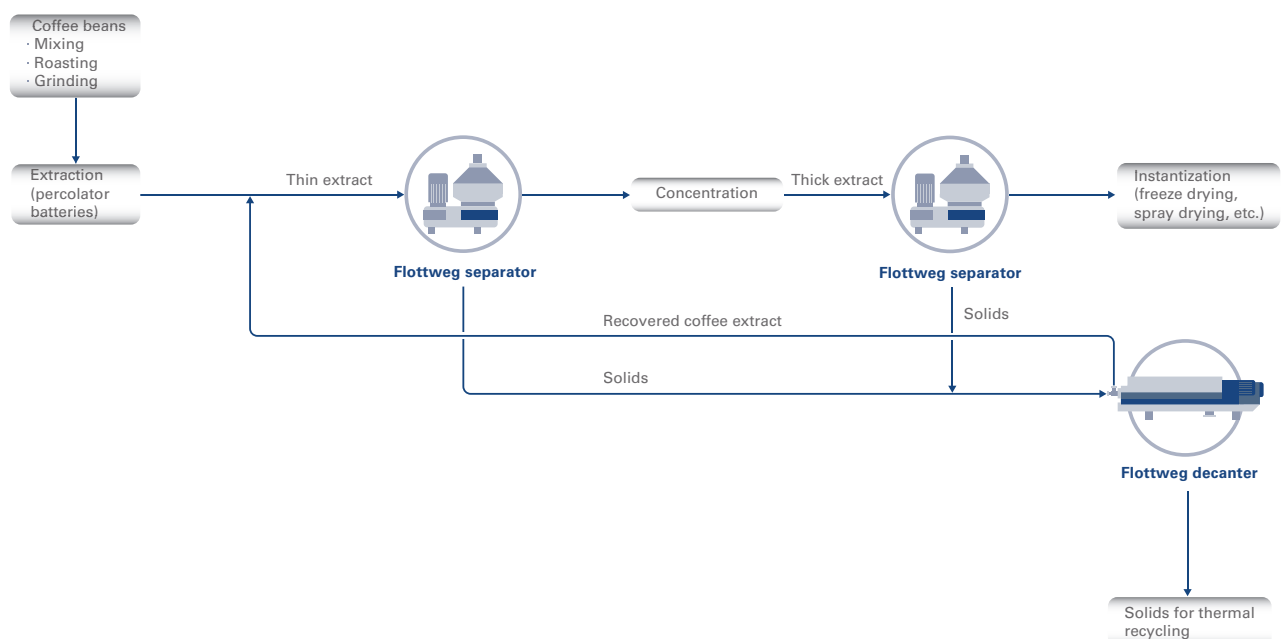 Coffee beans
· Mixing
· Roasting
· Grinding
Extraction
(percolator
batteries)
Thin extract
Flottweg separator
Concentration
Thick extract
Flottweg separator
Instantization
(freeze drying,
spray drying, etc.)
Solids
Recovered coffee extract
Solids
Flottweg decanter
Solids for thermal
recycling